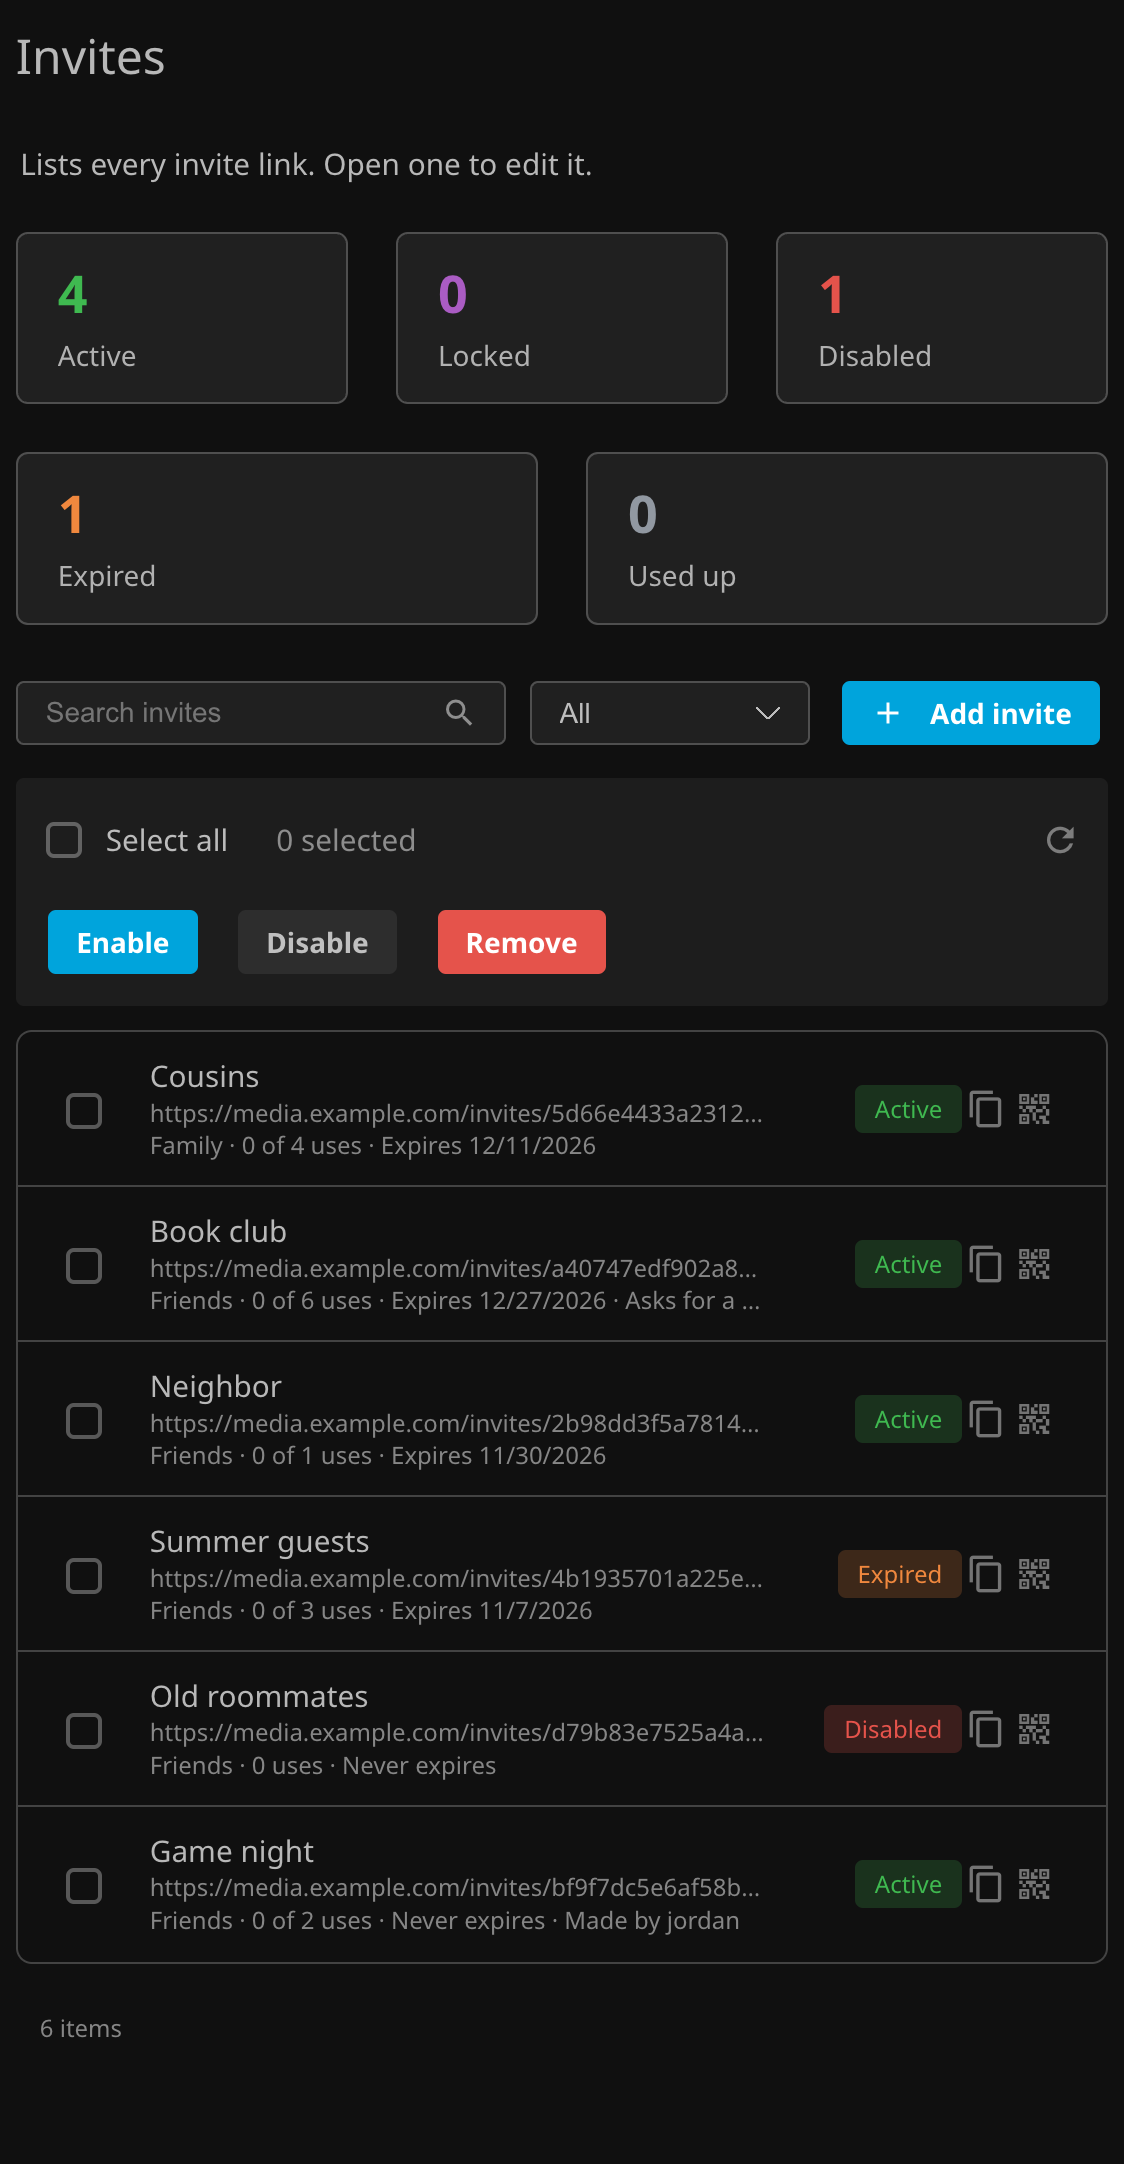 Invites
Lists every invite link. Open one to edit it.
4
Active
0
Locked
1
Disabled
1
Expired
0
Used up
Search invites
All
+ Add invite
Select all
0 selected
Enable
Disable
Remove
Cousins
https://media.example.com/invites/5d66e4433a2312...
Family · 0 of 4 uses · Expires 12/11/2026
Active
Book club
https://media.example.com/invites/a40747edf902a8...
Friends · 0 of 6 uses · Expires 12/27/2026 · Asks for a ...
Active
Neighbor
https://media.example.com/invites/2b98dd3f5a7814...
Friends · 0 of 1 uses · Expires 11/30/2026
Active
Summer guests
https://media.example.com/invites/4b1935701a225e...
Friends · 0 of 3 uses · Expires 11/7/2026
Expired
Old roommates
https://media.example.com/invites/d79b83e7525a4a...
Friends · 0 uses · Never expires
Disabled
Game night
https://media.example.com/invites/bf9f7dc5e6af58b...
Friends · 0 of 2 uses · Never expires · Made by jordan
Active
6 items